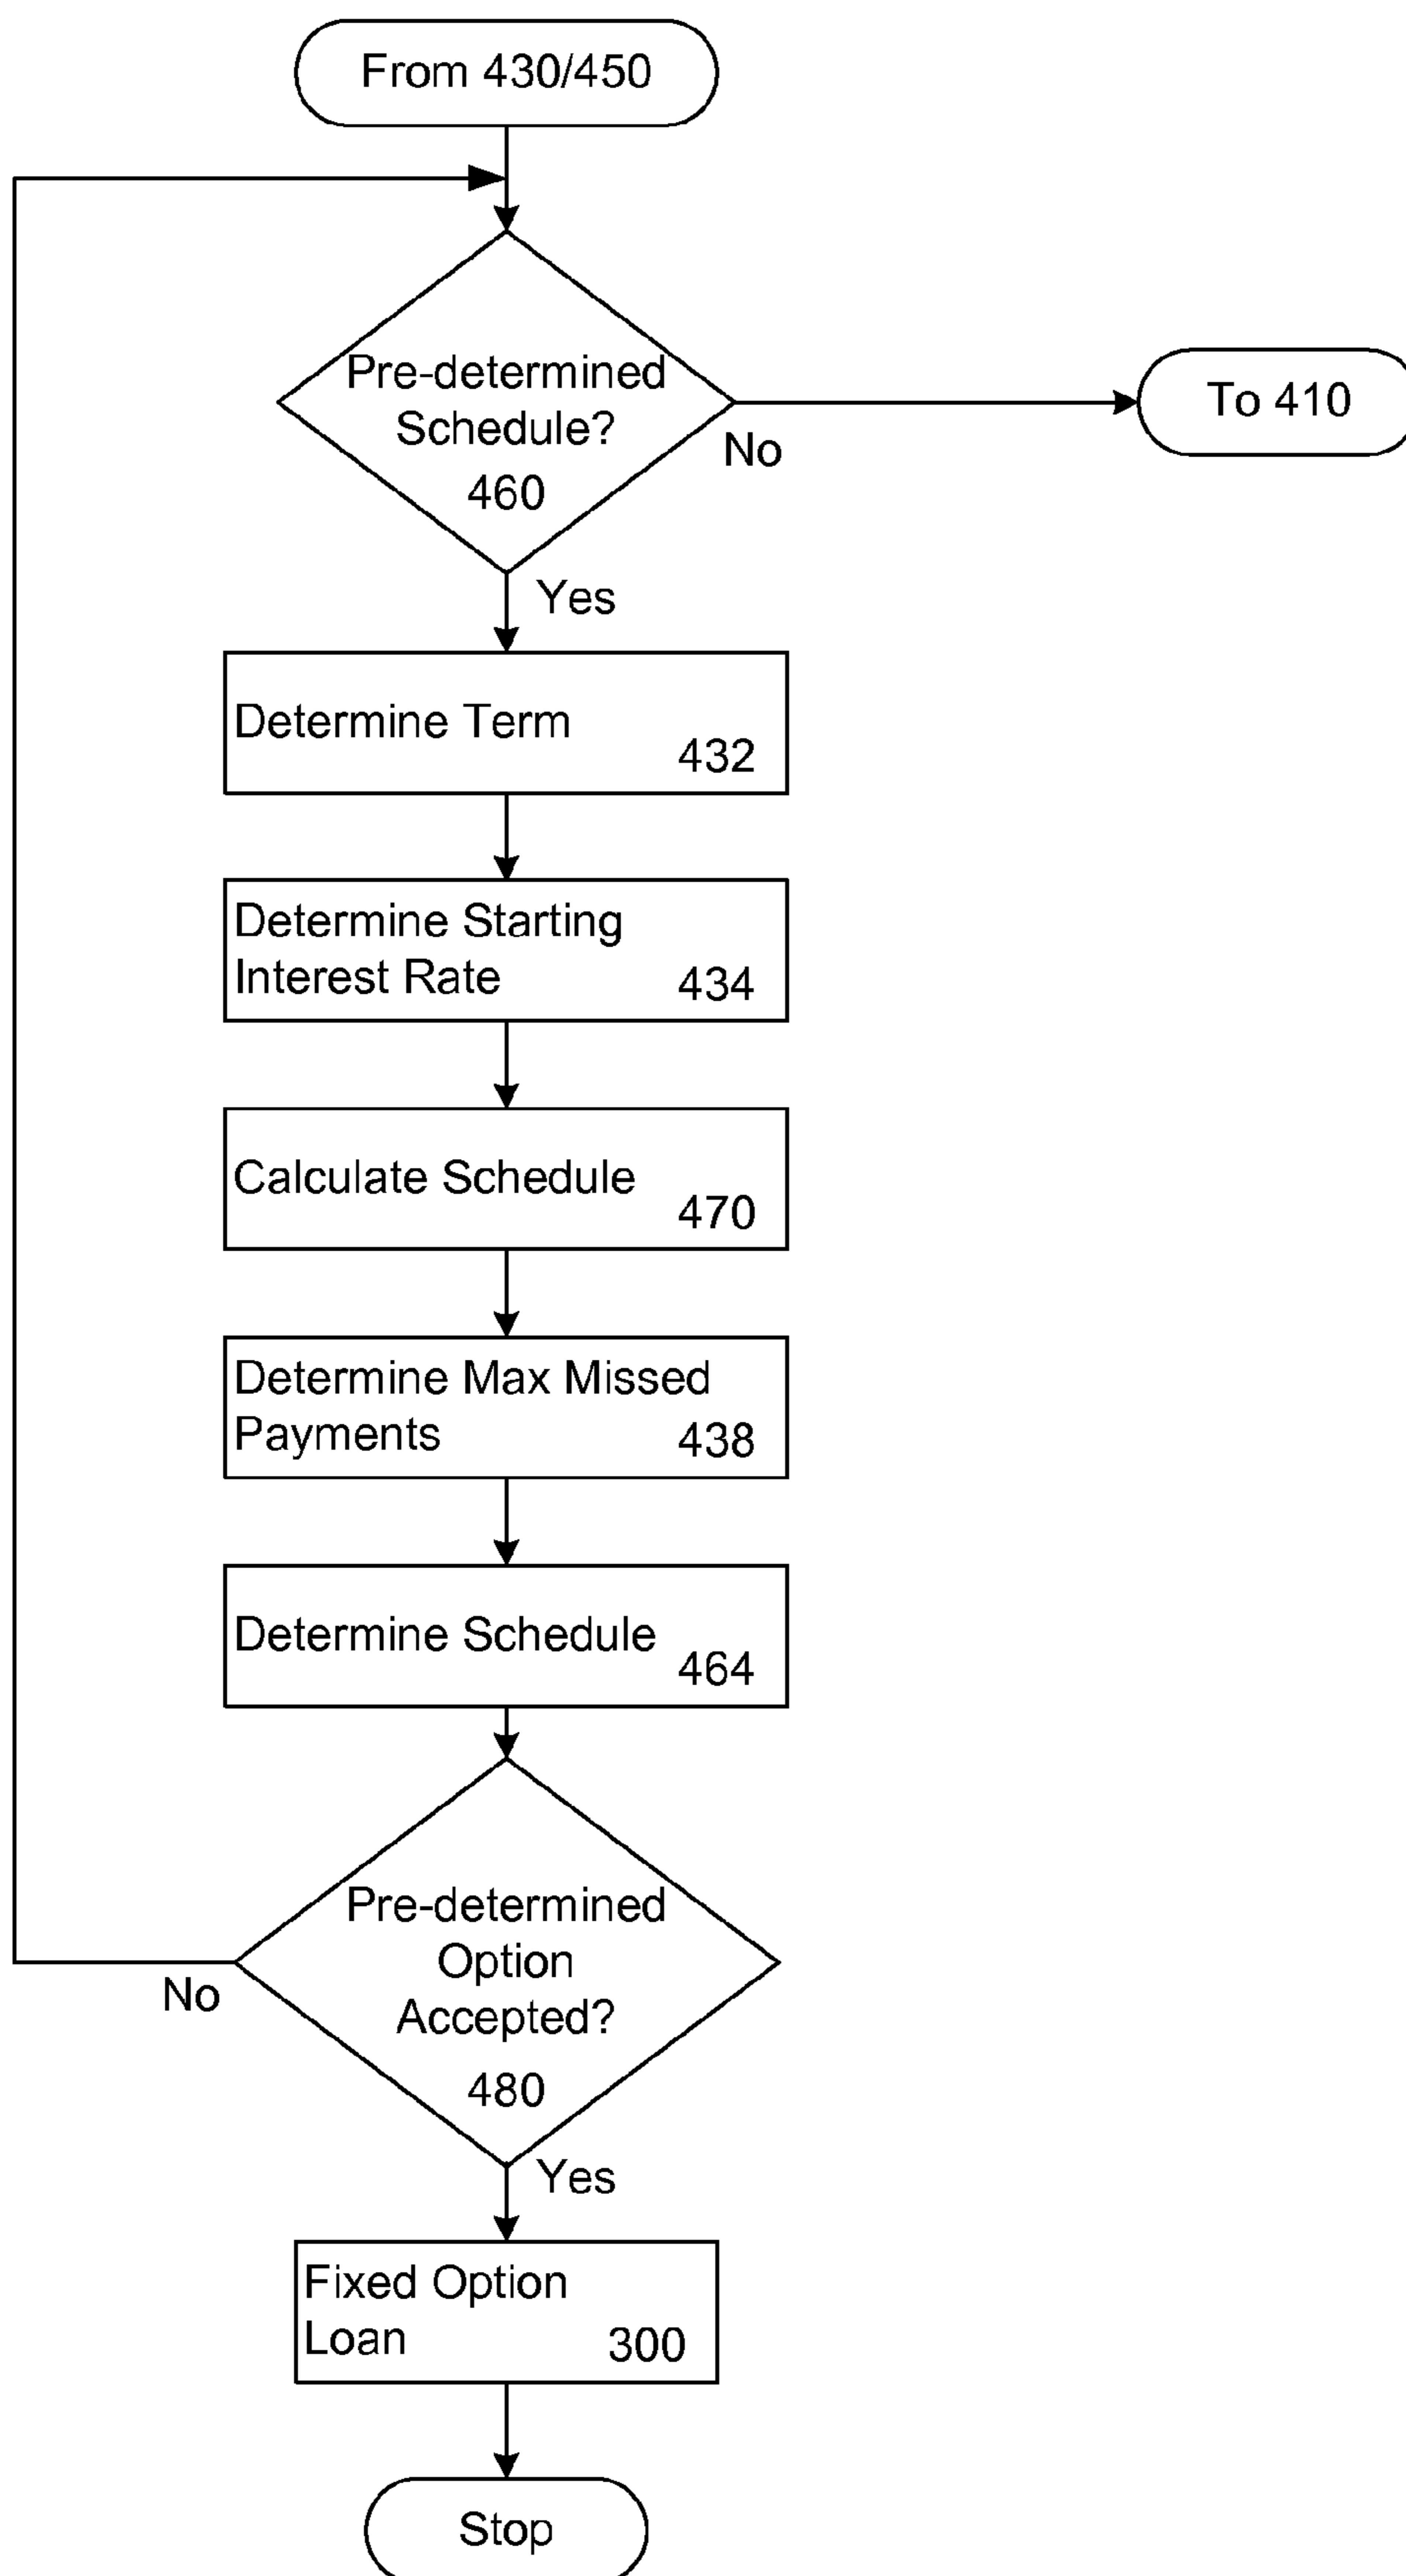 From 430/450
Pre-determined
Schedule?
460
No
To 410
Yes
Determine Term
432
Determine Starting
Interest Rate
434
Calculate Schedule
470
Determine Max Missed
Payments
438
Determine Schedule
464
Pre-determined
Option
Accepted?
480
No
Yes
Fixed Option
Loan
300
Stop